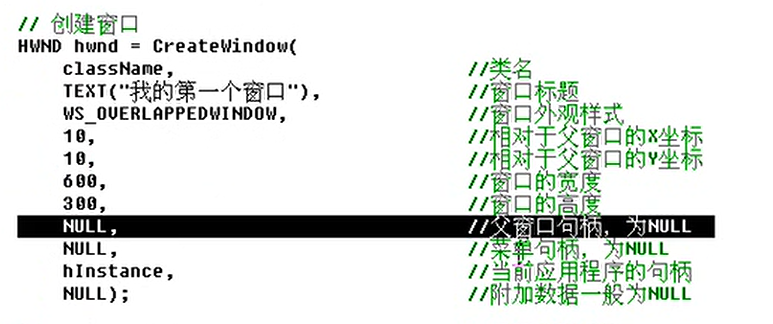 // 创建窗口
HWND hwnd = CreateWindow(
className, //类名
TEXT("我的第一个窗口"), //窗口标题
WS_OVERLAPPEDWINDOW, //窗口外观样式
10, //相对于父窗口的X坐标
10, //相对于父窗口的Y坐标
600, //窗口的宽度
300, //窗口的高度
NULL, //父窗口句柄，为NULL
NULL, //菜单句柄，为NULL
hInstance, //当前应用程序的句柄
NULL); //附加数据一般为NULL